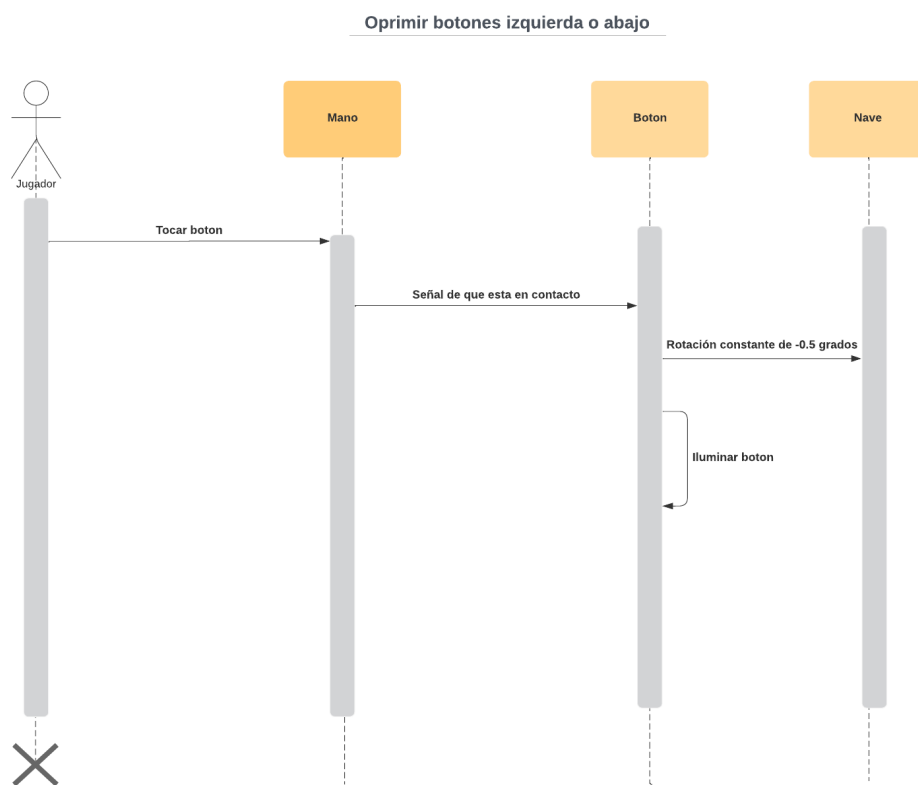 Oprimir botones izquierda o abajo
Mano
Boton
Nave
Jugador
Tocar boton
Señal de que esta en contacto
Rotación constante de -0.5 grados
Iluminar boton